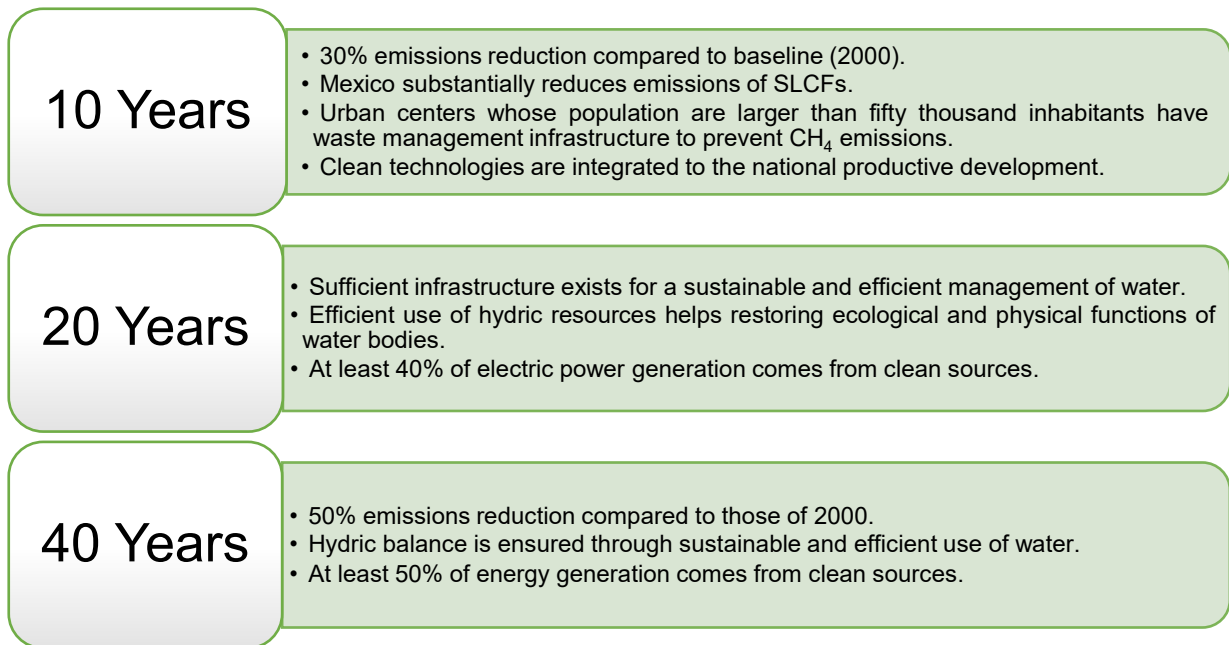 10 Years
• 30% emissions reduction compared to baseline (2000).
• Mexico substantially reduces emissions of SLCFs.
• Urban centers whose population are larger than fifty thousand inhabitants have
waste management infrastructure to prevent CH₄ emissions.
• Clean technologies are integrated to the national productive development.
20 Years
• Sufficient infrastructure exists for a sustainable and efficient management of water.
• Efficient use of hydric resources helps restoring ecological and physical functions of
water bodies.
• At least 40% of electric power generation comes from clean sources.
40 Years
• 50% emissions reduction compared to those of 2000.
• Hydric balance is ensured through sustainable and efficient use of water.
• At least 50% of energy generation comes from clean sources.